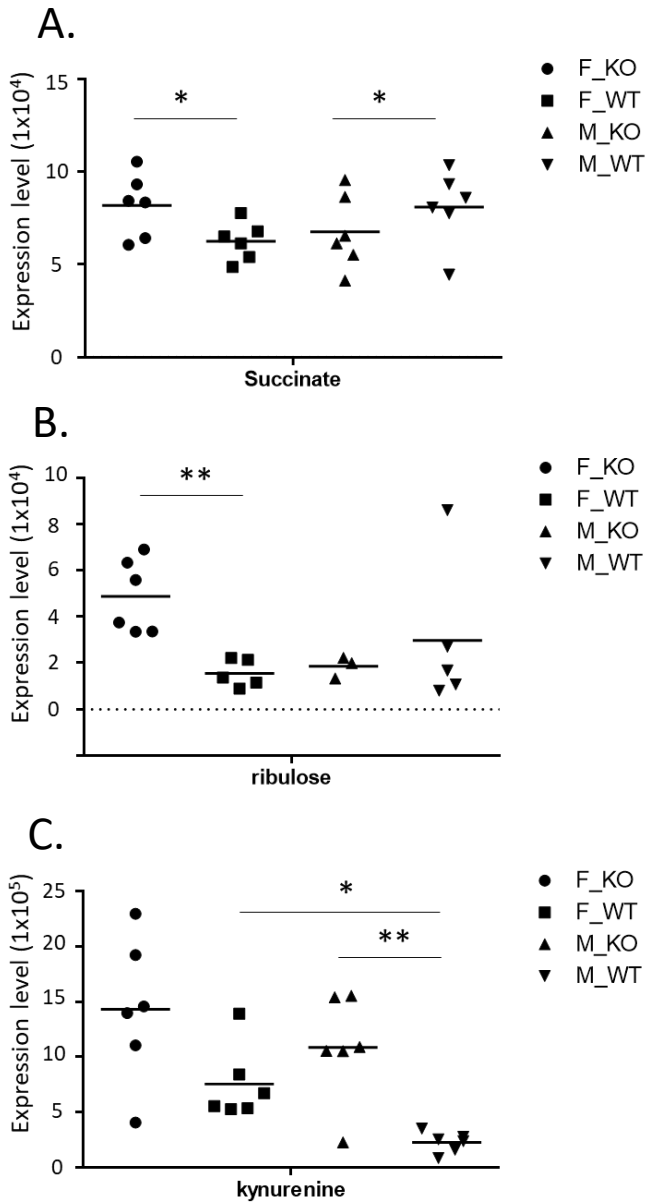 A.
F_KO
F_WT
M_KO
M_WT
Expression level (1x10⁴)
15
10
5
0
*
*
Succinate
B.
F_KO
F_WT
M_KO
M_WT
Expression level (1x10⁴)
10
8
6
4
2
0
**
ribulose
C.
F_KO
F_WT
M_KO
M_WT
Expression level (1x10⁵)
25
20
15
10
5
0
*
**
kynurenine